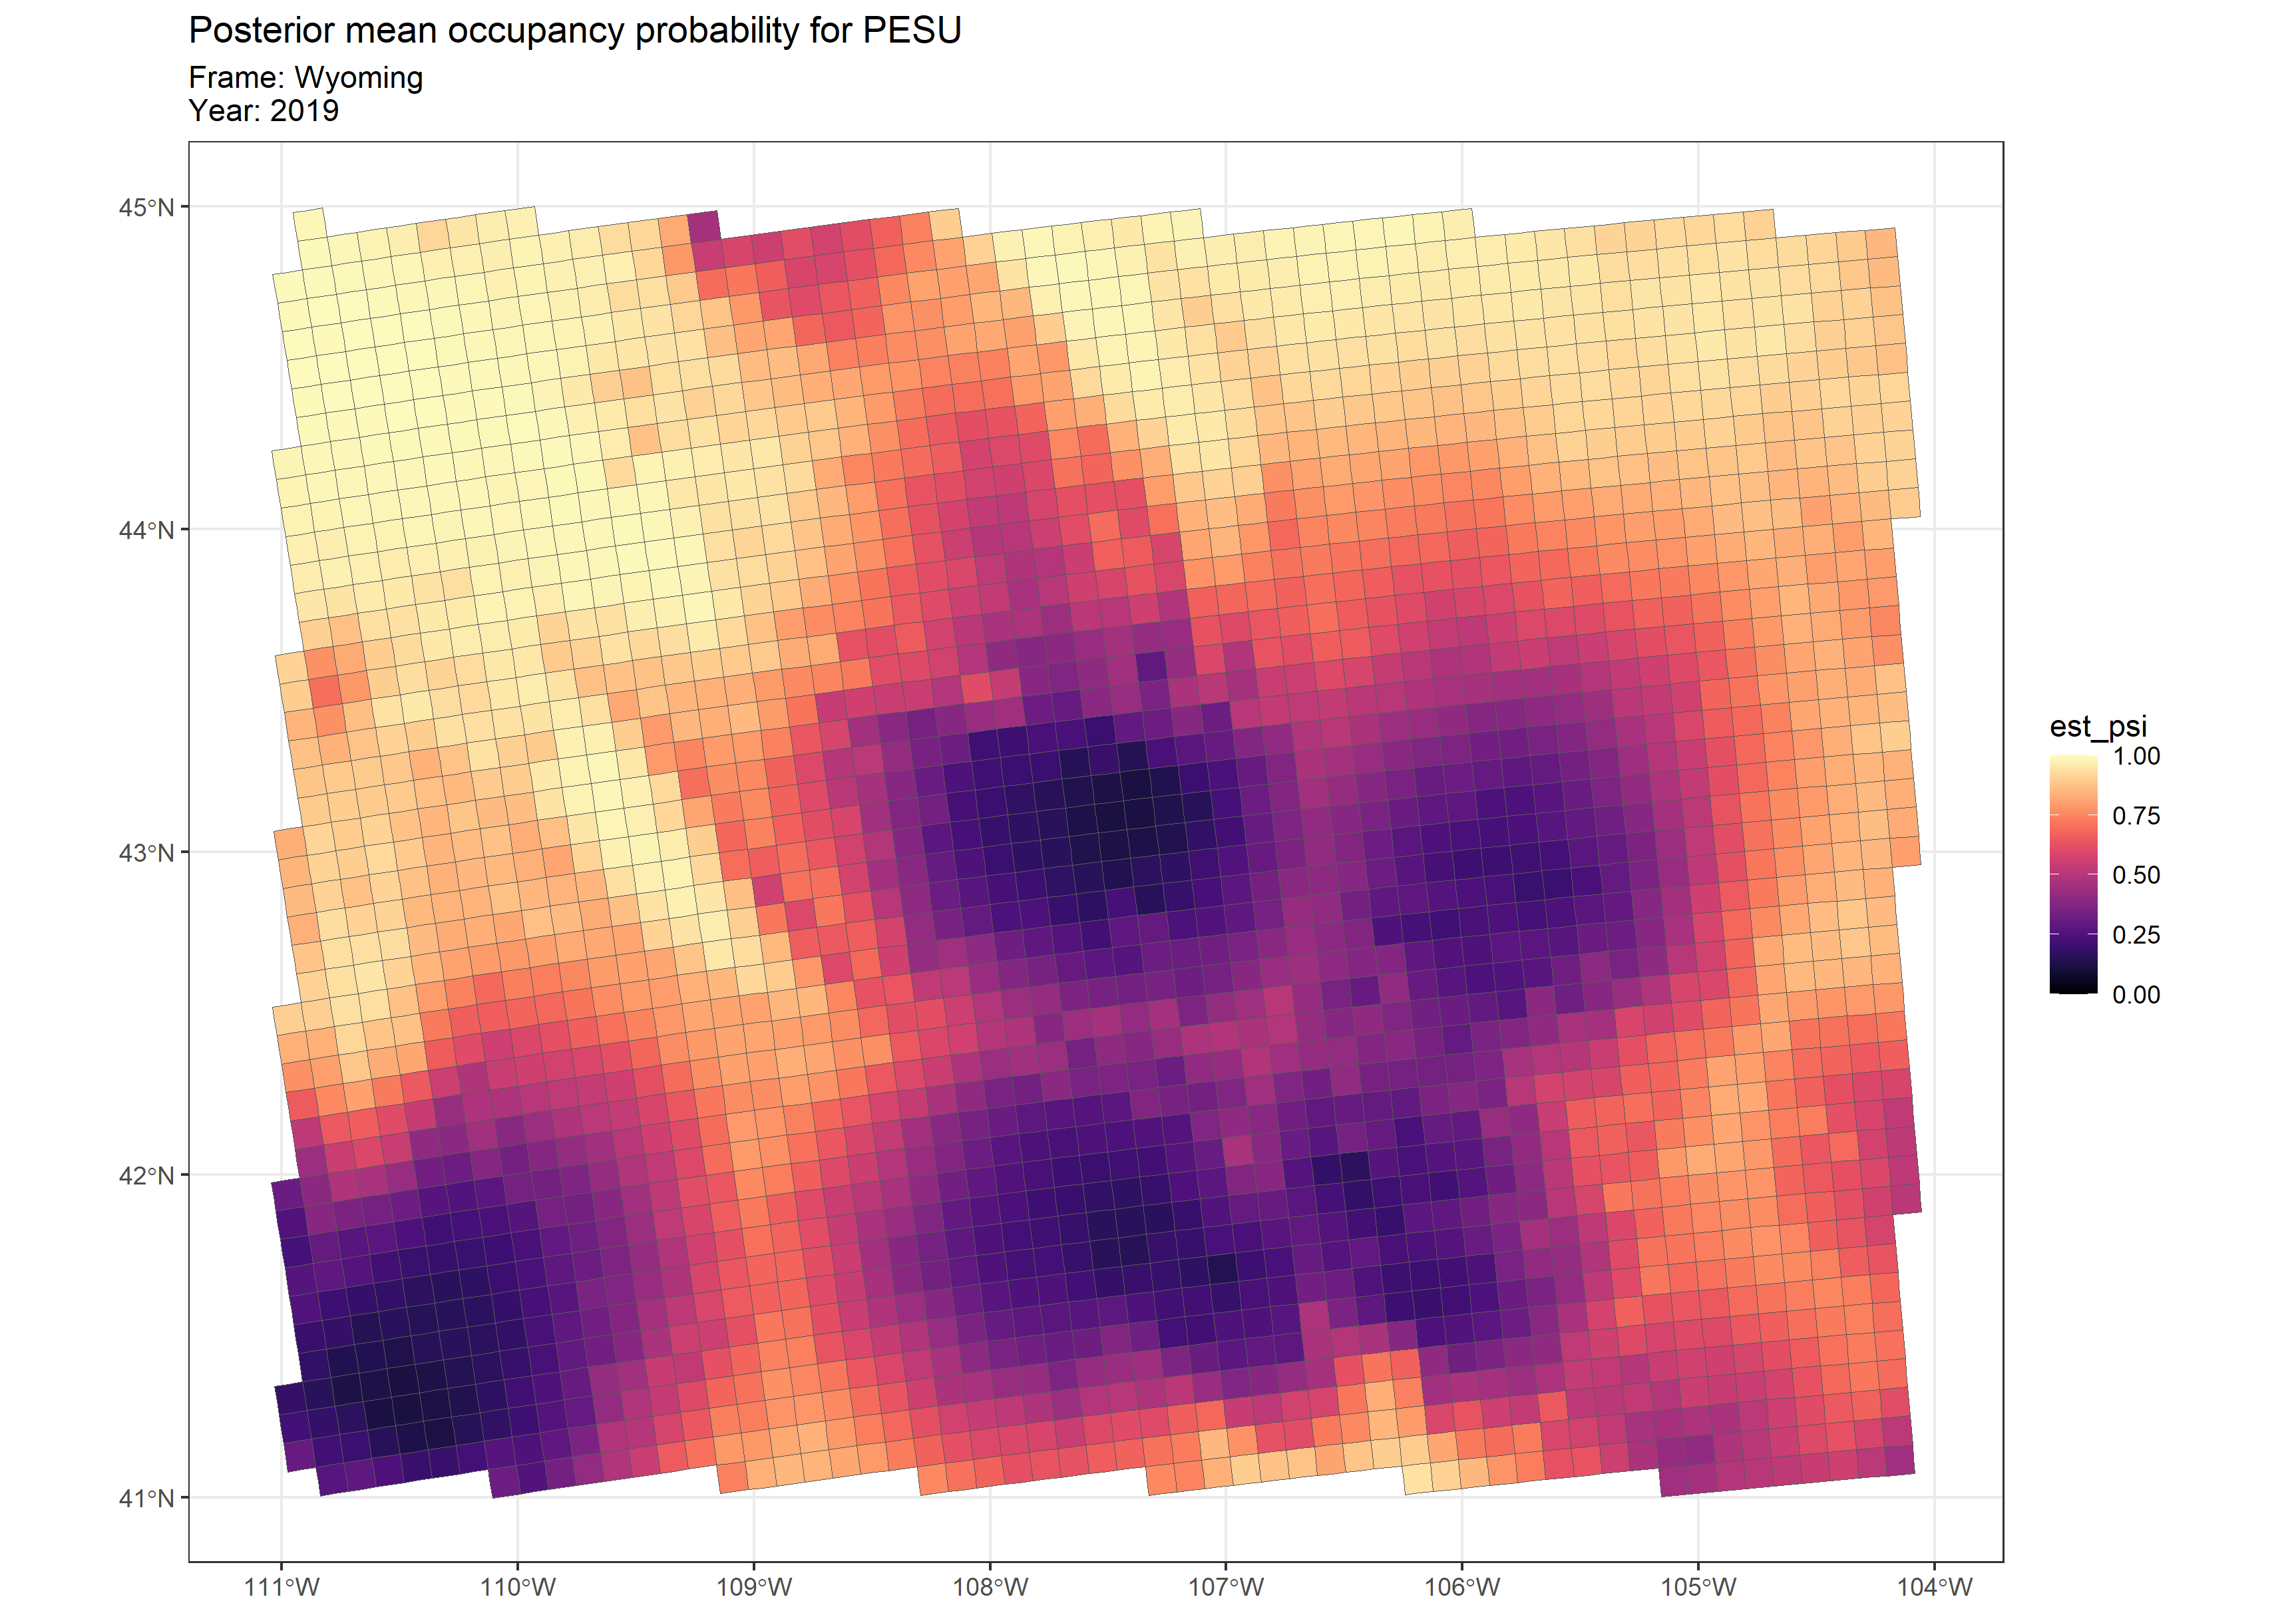 Posterior mean occupancy probability for PESU
Frame: Wyoming
Year: 2019
45°N
44°N
43°N
42°N
41°N
111°W
110°W
109°W
108°W
107°W
106°W
105°W
104°W
est_psi
1.00
0.75
0.50
0.25
0.00